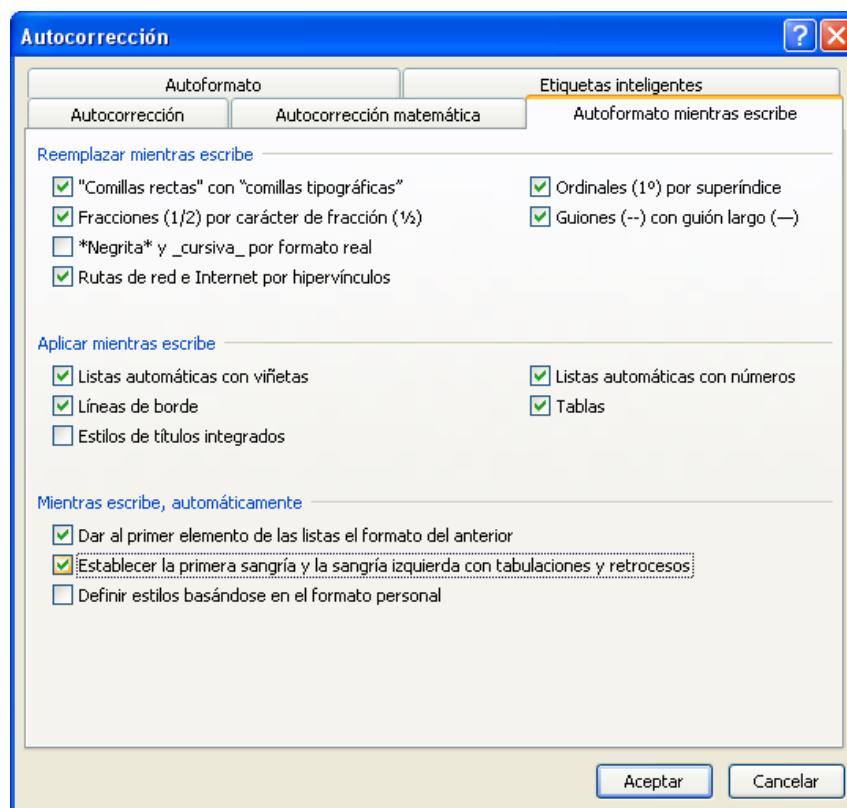 Autocorrección
Autoformato Etiquetas inteligentes
Autocorrección Autocorrección matemática Autoformato mientras escribe
Reemplazar mientras escribe
"Comillas rectas" con “comillas tipográficas” Ordinales (1º) por superíndice
Fracciones (1/2) por carácter de fracción (½) Guiones (--) con guión largo (—)
*Negrita* y _cursiva_ por formato real
Rutas de red e Internet por hipervínculos
Aplicar mientras escribe
Listas automáticas con viñetas Listas automáticas con números
Líneas de borde Tablas
Estilos de títulos integrados
Mientras escribe, automáticamente
Dar al primer elemento de las listas el formato del anterior
Establecer la primera sangría y la sangría izquierda con tabulaciones y retrocesos
Definir estilos basándose en el formato personal
Aceptar Cancelar